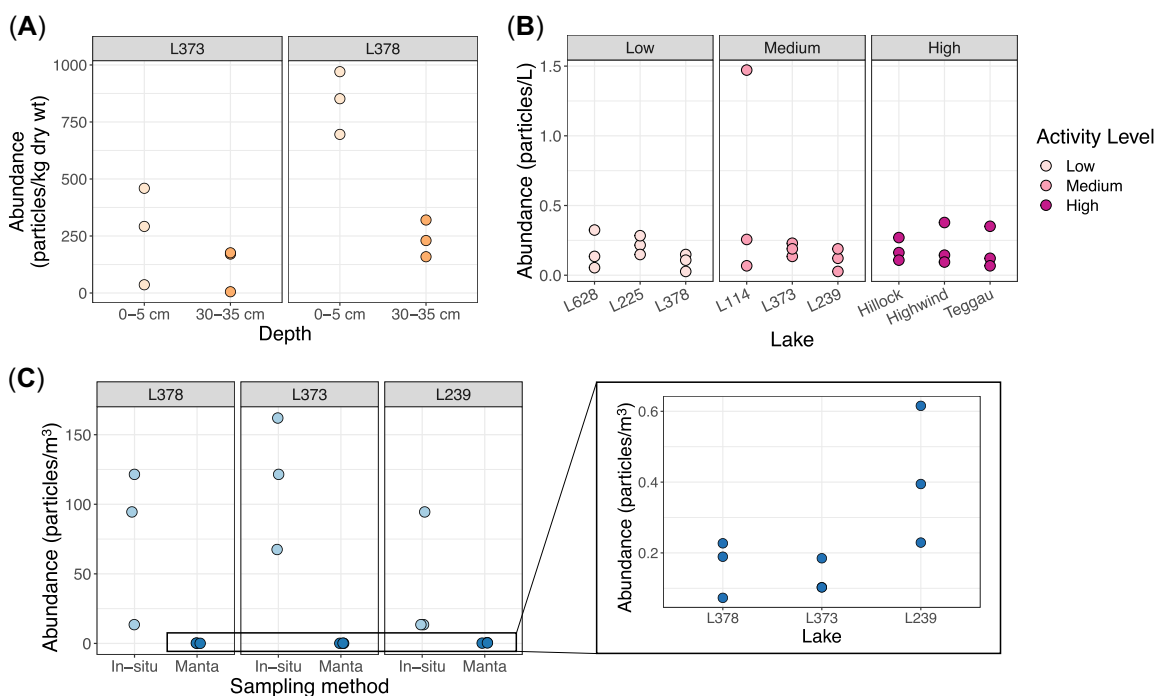 (A)
L373
L378
Abundance
(particles/kg dry wt)
1000
750
500
250
0
0−5 cm
30−35 cm
0−5 cm
30−35 cm
Depth
(B)
Low
Medium
High
Abundance (particles/L)
1.5
1.0
0.5
0.0
L628
L225
L378
L114
L373
L239
Hillock
Highwind
Teggau
Lake
Activity Level
Low
Medium
High
(C)
L378
L373
L239
Abundance (particles/m³)
150
100
50
0
In−situ
Manta
In−situ
Manta
In−situ
Manta
Sampling method
Abundance (particles/m³)
0.6
0.4
0.2
L378
L373
L239
Lake